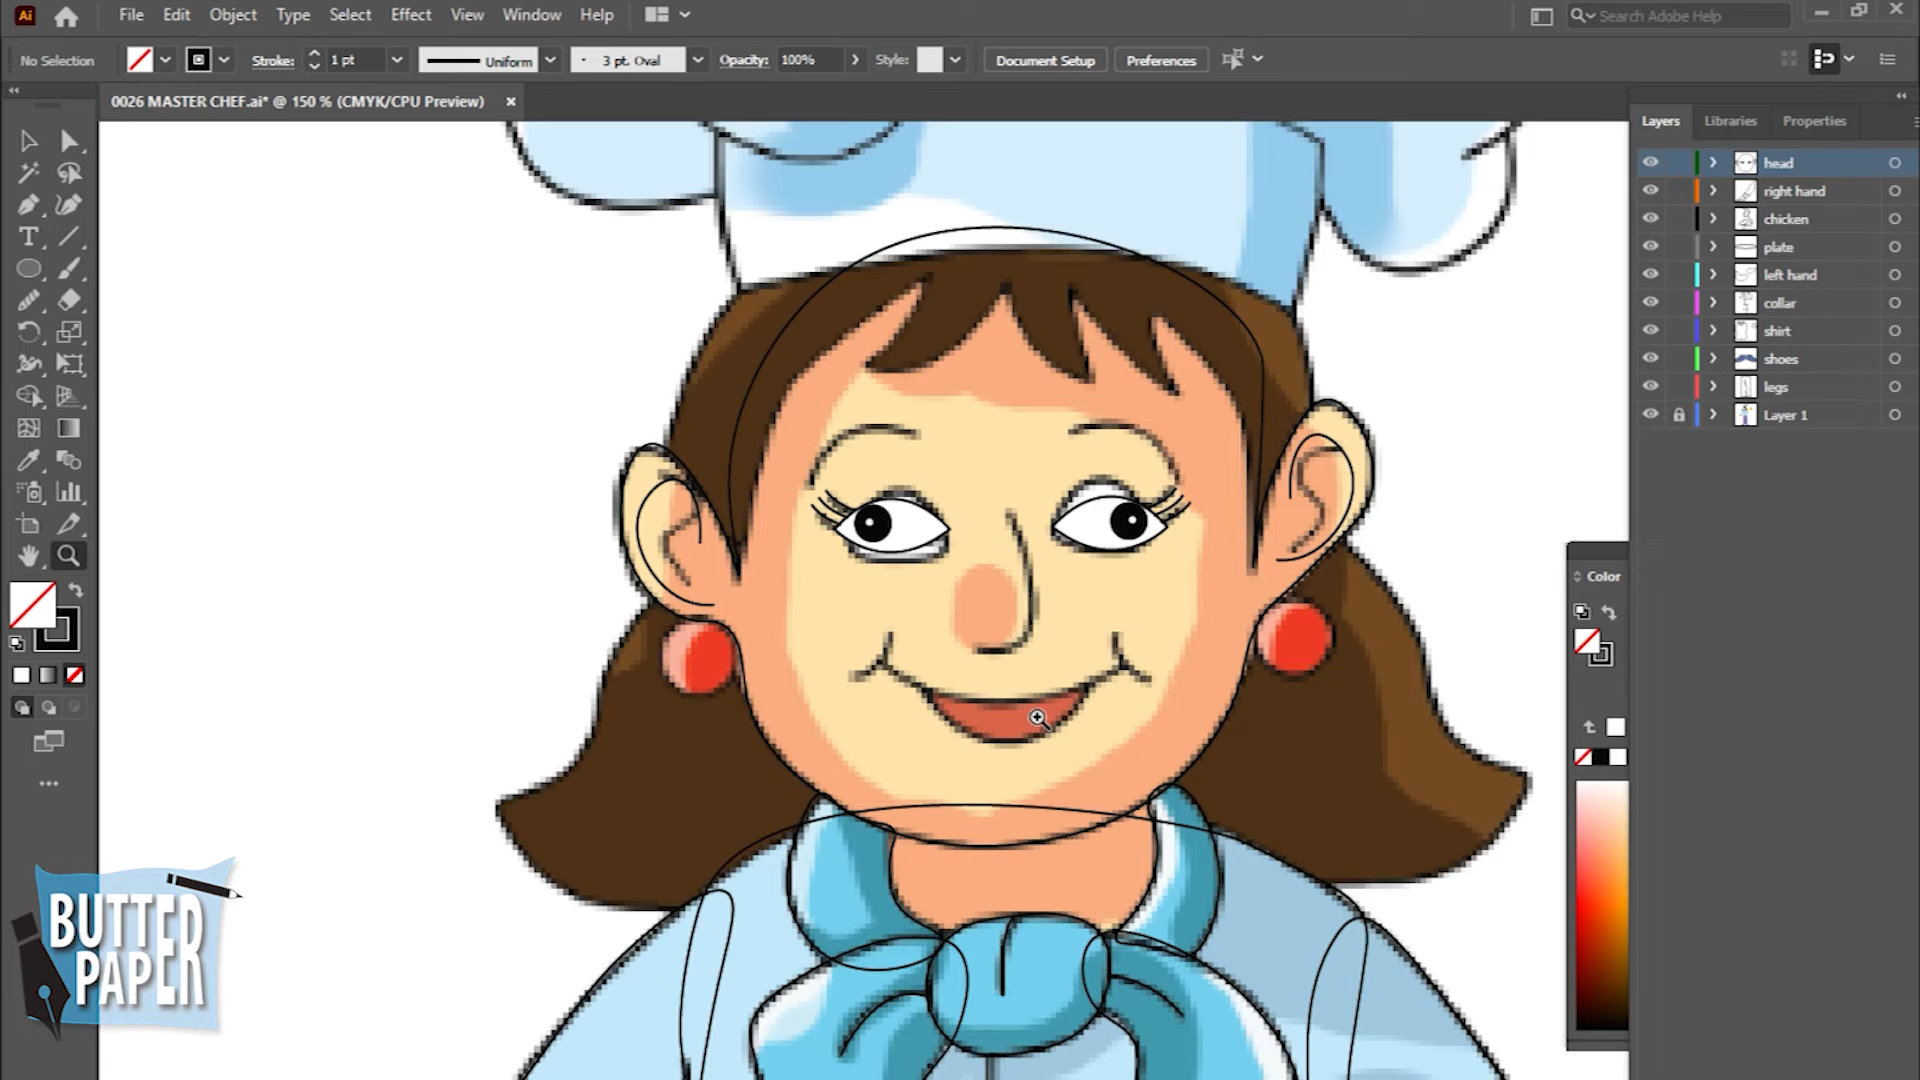 Ai File Edit Object Type Select Effect View Window Help Search Adobe Help
No Selection Stroke: 1 pt Uniform 3 pt. Oval Opacity: 100% Style: Document Setup Preferences
0026 MASTER CHEF.ai* @ 150 % (CMYK/CPU Preview)
Layers Libraries Properties
head
right hand
chicken
plate
left hand
collar
shirt
shoes
legs
Layer 1
Color
BUTTER
PAPER